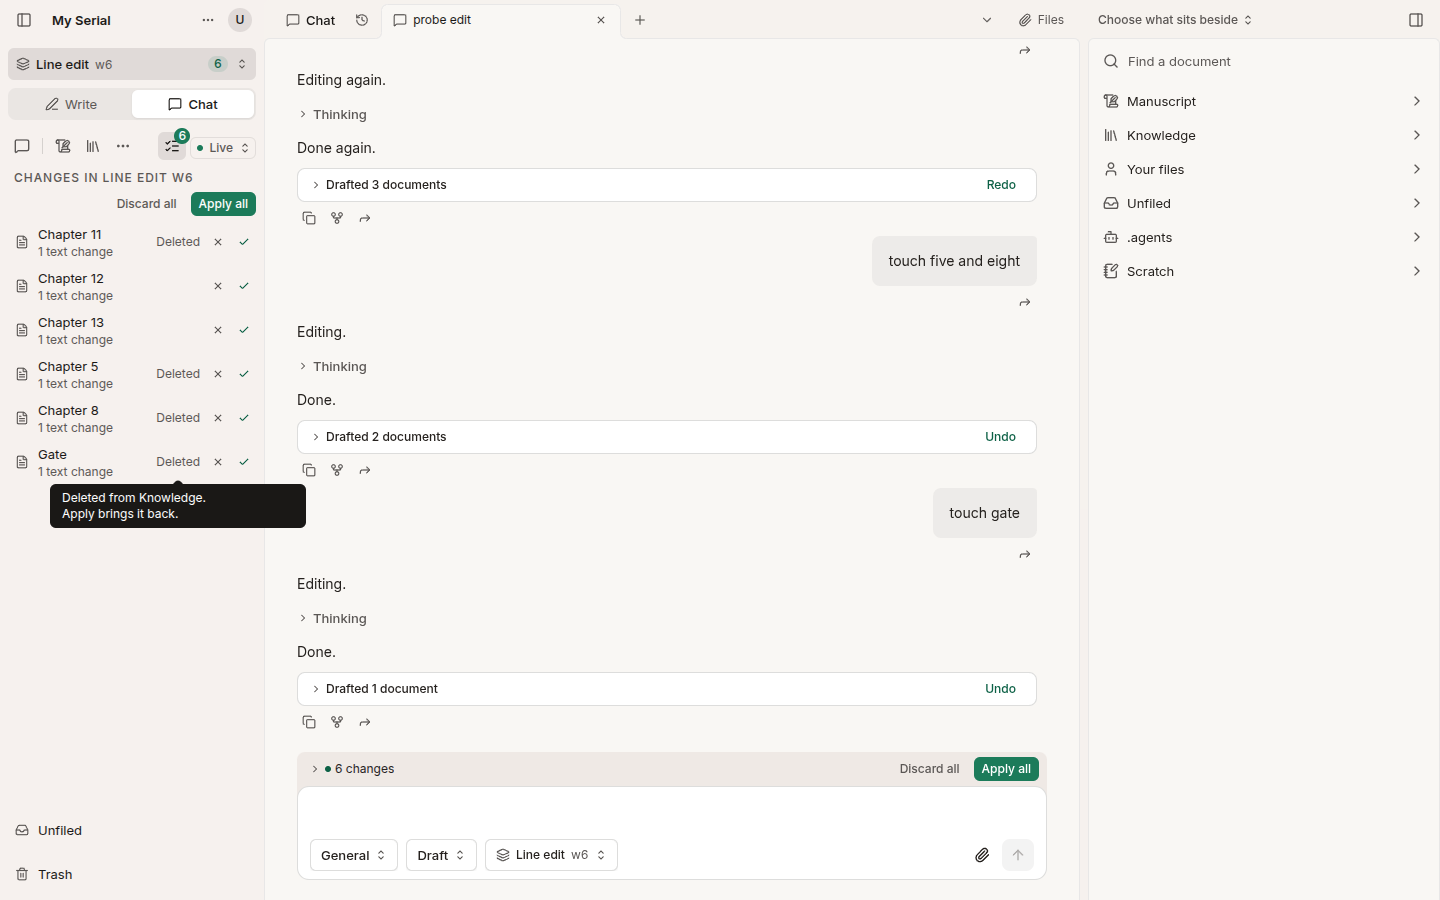 My Serial
U
Line edit w6
6
Write
Chat
6
Live
CHANGES IN LINE EDIT W6
Discard all
Apply all
Chapter 11
1 text change
Deleted
Chapter 12
1 text change
Chapter 13
1 text change
Chapter 5
1 text change
Deleted
Chapter 8
1 text change
Deleted
Gate
1 text change
Deleted
Deleted from Knowledge.
Apply brings it back.
Unfiled
Trash
Chat
probe edit
Files
Editing again.
Thinking
Done again.
Drafted 3 documents
Redo
touch five and eight
Editing.
Thinking
Done.
Drafted 2 documents
Undo
touch gate
Editing.
Thinking
Done.
Drafted 1 document
Undo
6 changes
Discard all
Apply all
General
Draft
Line edit w6
Choose what sits beside
Find a document
Manuscript
Knowledge
Your files
Unfiled
.agents
Scratch